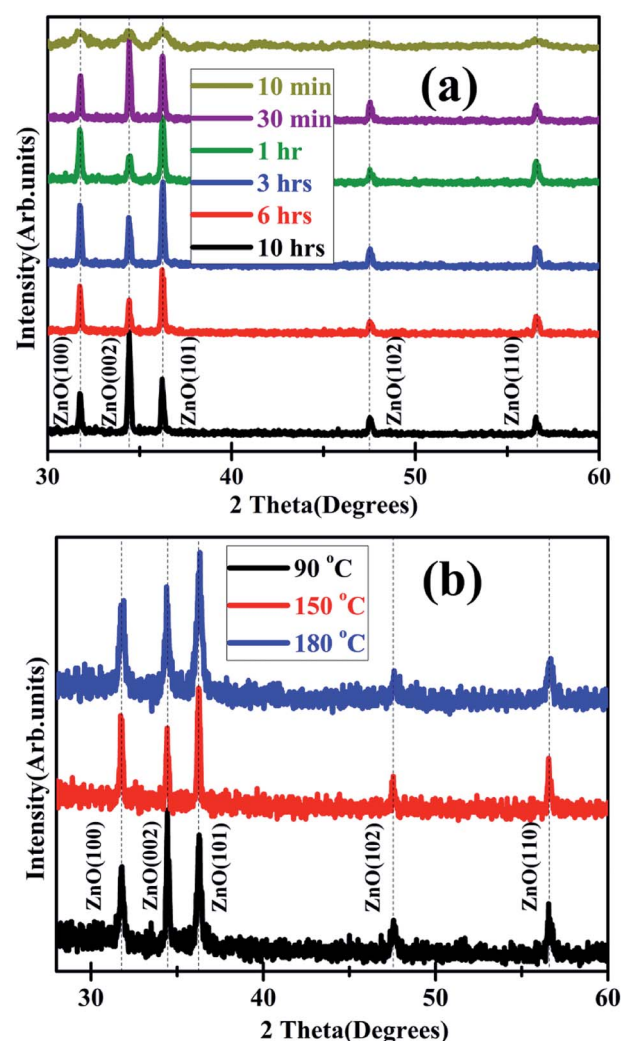 (a)
10 min
30 min
1 hr
3 hrs
6 hrs
10 hrs
Intensity(Arb.units)
ZnO(100)
ZnO(002)
ZnO(101)
ZnO(102)
ZnO(110)
30
40
50
60
2 Theta(Degrees)
(b)
90 °C
150 °C
180 °C
Intensity(Arb.units)
ZnO(100)
ZnO(002)
ZnO(101)
ZnO(102)
ZnO(110)
30
40
50
60
2 Theta(Degrees)